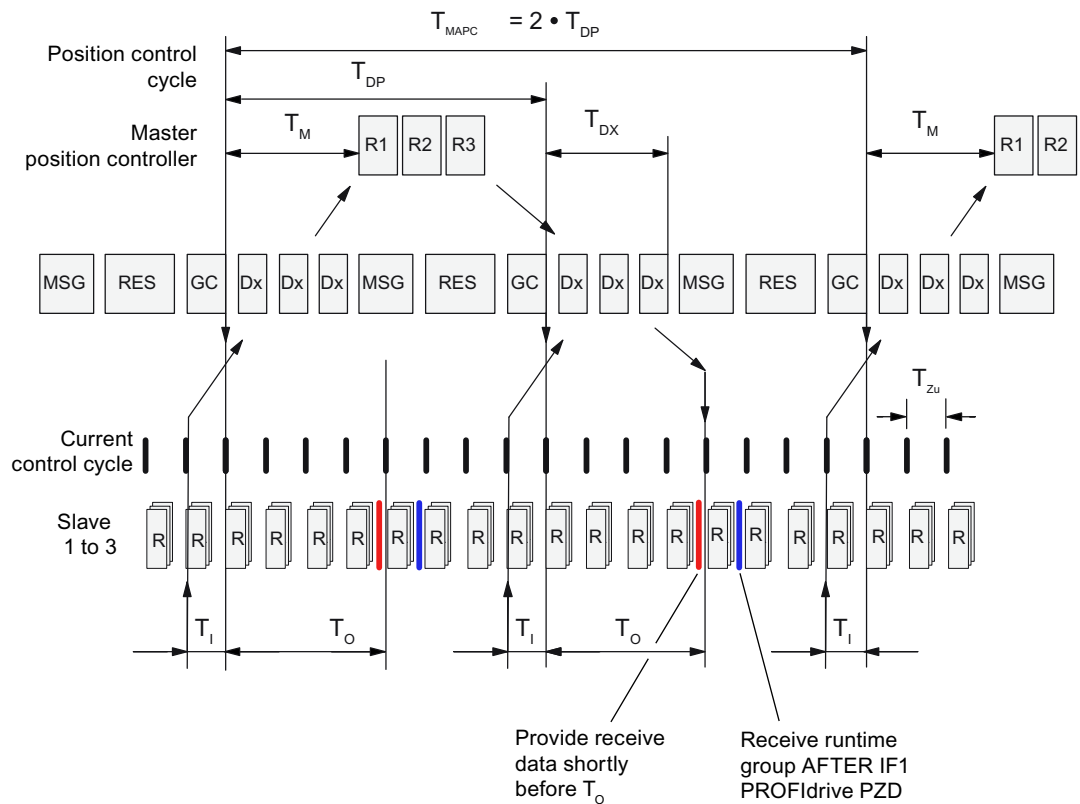 T_MAPC = 2 • T_DP
Position control
cycle
T_DP
Master
position controller
T_M
R1 R2 R3
T_DX
T_M
R1 R2
MSG RES GC Dx Dx Dx MSG RES GC Dx Dx Dx MSG RES GC Dx Dx Dx MSG
T_Zu
Current
control cycle
Slave
1 to 3
R R R R R R R R R R R R R R R R R R R R R
T_I T_O T_I T_O T_I
Provide receive
data shortly
before T_O
Receive runtime
group AFTER IF1
PROFIdrive PZD